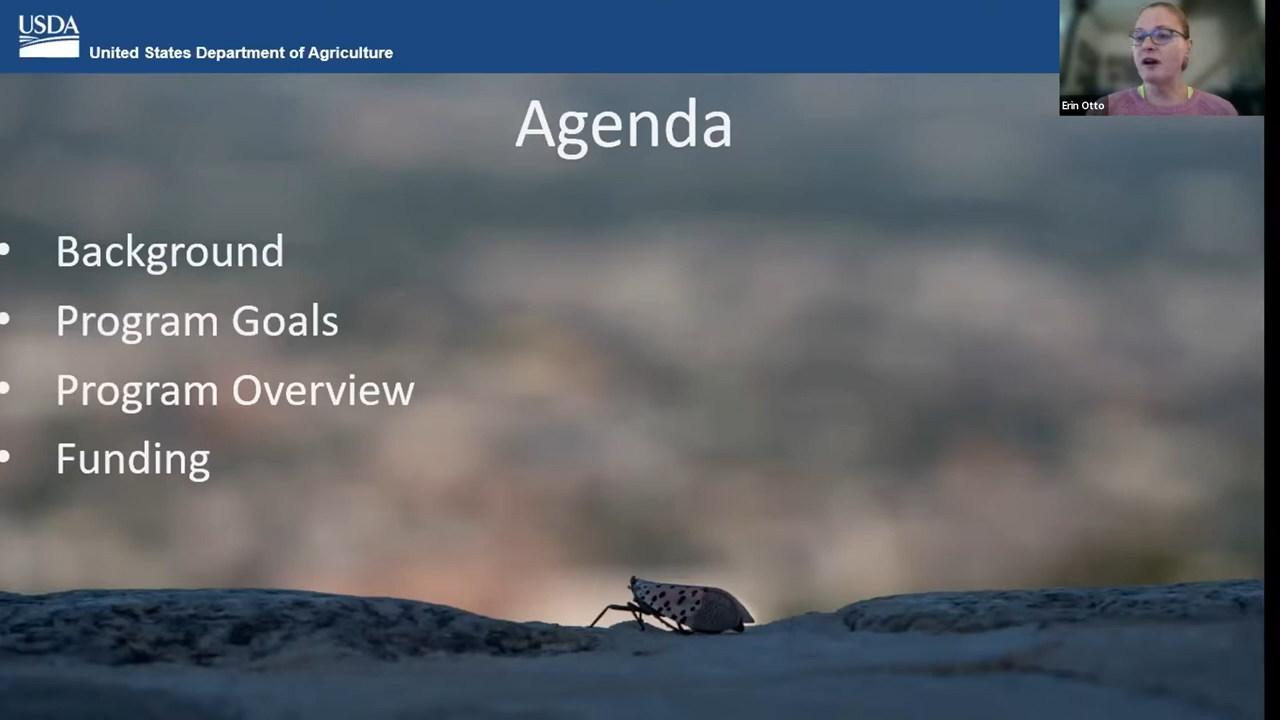 USDA
United States Department of Agriculture
Erin Otto
Agenda
• Background
• Program Goals
• Program Overview
• Funding